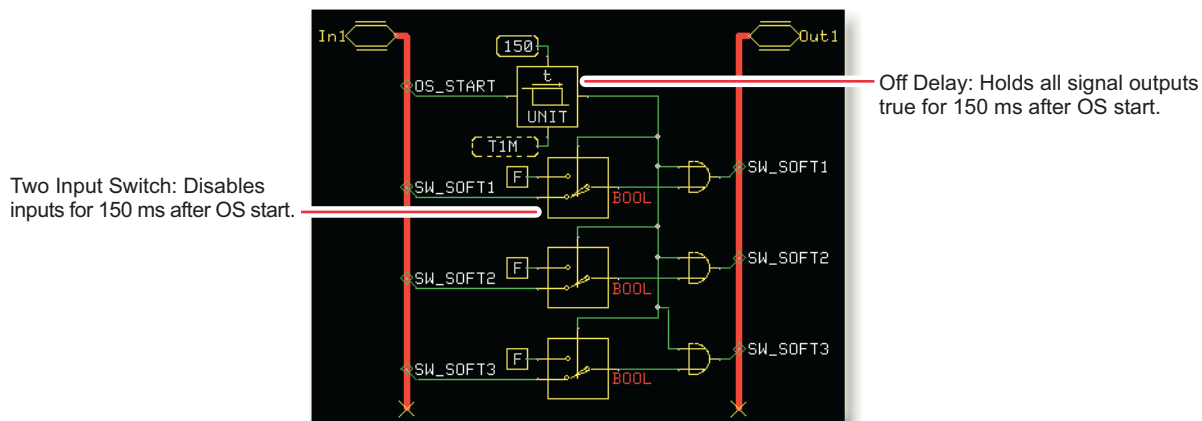 In1
Out1
150
t
OS_START
UNIT
T1M
Off Delay: Holds all signal outputs
true for 150 ms after OS start.
Two Input Switch: Disables
inputs for 150 ms after OS start.
F
SW_SOFT1
BOOL
SW_SOFT1
F
SW_SOFT2
BOOL
SW_SOFT2
F
SW_SOFT3
BOOL
SW_SOFT3